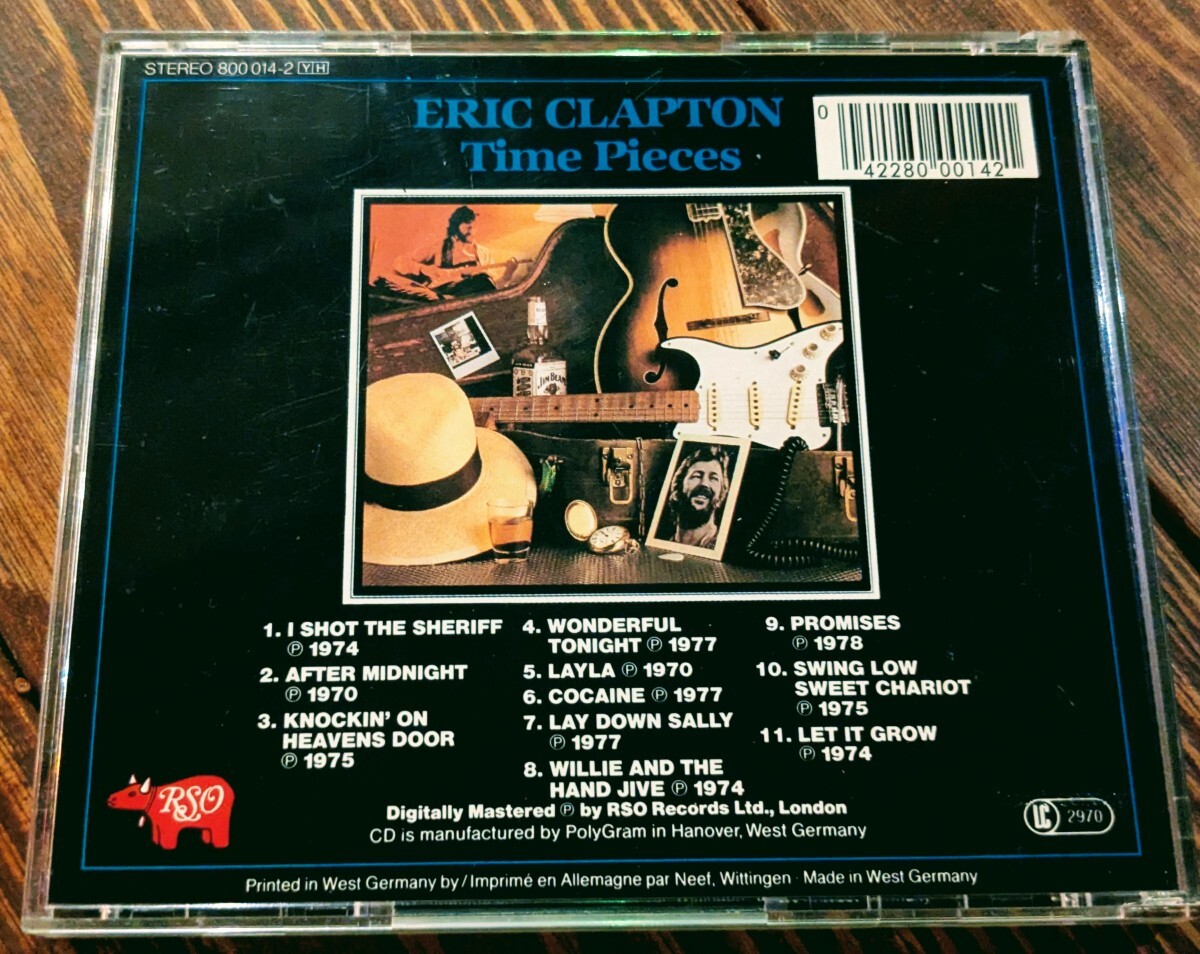 STEREO 800 014-2 Y H
ERIC CLAPTON
Time Pieces
0
42280 00142
JIM BEAM
1. I SHOT THE SHERIFF
Ⓟ 1974
2. AFTER MIDNIGHT
Ⓟ 1970
3. KNOCKIN' ON
HEAVENS DOOR
Ⓟ 1975
4. WONDERFUL
TONIGHT Ⓟ 1977
5. LAYLA Ⓟ 1970
6. COCAINE Ⓟ 1977
7. LAY DOWN SALLY
Ⓟ 1977
8. WILLIE AND THE
HAND JIVE Ⓟ 1974
9. PROMISES
Ⓟ 1978
10. SWING LOW
SWEET CHARIOT
Ⓟ 1975
11. LET IT GROW
Ⓟ 1974
RSO
Digitally Mastered Ⓟ by RSO Records Ltd., London
CD is manufactured by PolyGram in Hanover, West Germany
LC 2970
Printed in West Germany by / Imprimé en Allemagne par Neef, Wittingen · Made in West Germany